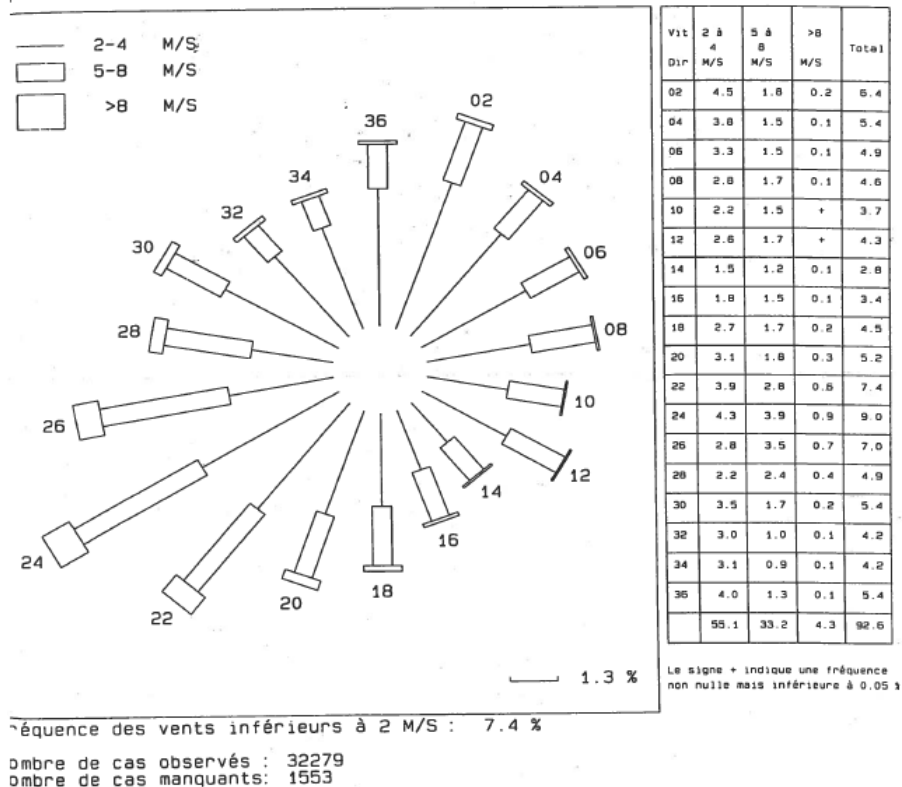 2-4 M/S
5-8 M/S
>8 M/S
36
02
34
04
32
30
06
28
08
26
10
12
14
24
16
22
20
18
1.3 %
Vit 2 à 5 à >8
4 8 Total
Dir M/S M/S M/S
02 4.5 1.8 0.2 6.4
04 3.8 1.5 0.1 5.4
06 3.3 1.5 0.1 4.9
08 2.8 1.7 0.1 4.6
10 2.2 1.5 + 3.7
12 2.6 1.7 + 4.3
14 1.5 1.2 0.1 2.8
16 1.8 1.5 0.1 3.4
18 2.7 1.7 0.2 4.5
20 3.1 1.8 0.3 5.2
22 3.9 2.8 0.6 7.4
24 4.3 3.9 0.9 9.0
26 2.8 3.5 0.7 7.0
28 2.2 2.4 0.4 4.9
30 3.5 1.7 0.2 5.4
32 3.0 1.0 0.1 4.2
34 3.1 0.9 0.1 4.2
36 4.0 1.3 0.1 5.4
55.1 33.2 4.3 92.6
Le signe + indique une fréquence
non nulle mais inférieure à 0.05 %
réquence des vents inférieurs à 2 M/S : 7.4 %
ombre de cas observés : 32279
ombre de cas manquants: 1553